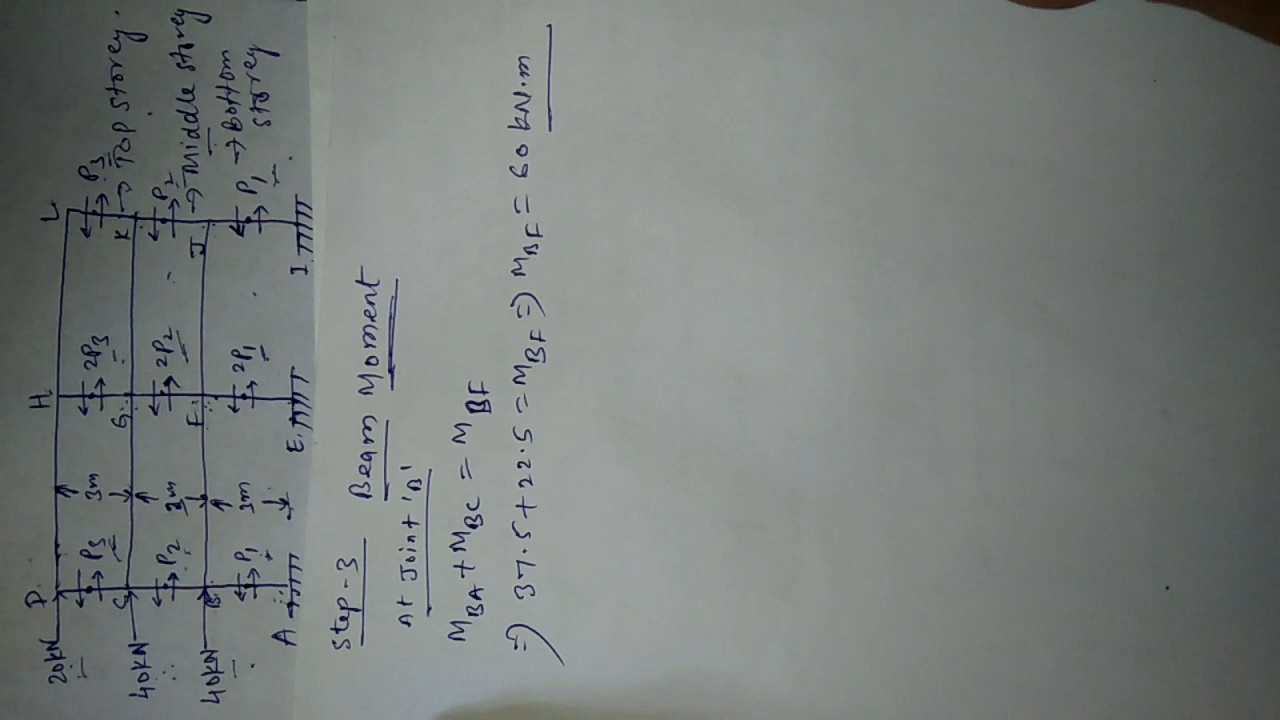 D H L
20kN P3 3m 2P3 P3
→ Top storey.
40kN C G K
P2 3m 2P2 P2
→ Middle storey
40kN B F J
P1 3m 2P1 P1 → Bottom
storey
A E I
Step-3 Beam Moment
At Joint 'B'
MBA + MBC = MBF
⇒ 37.5 + 22.5 = MBF ⇒ MBF = 60 kN.m